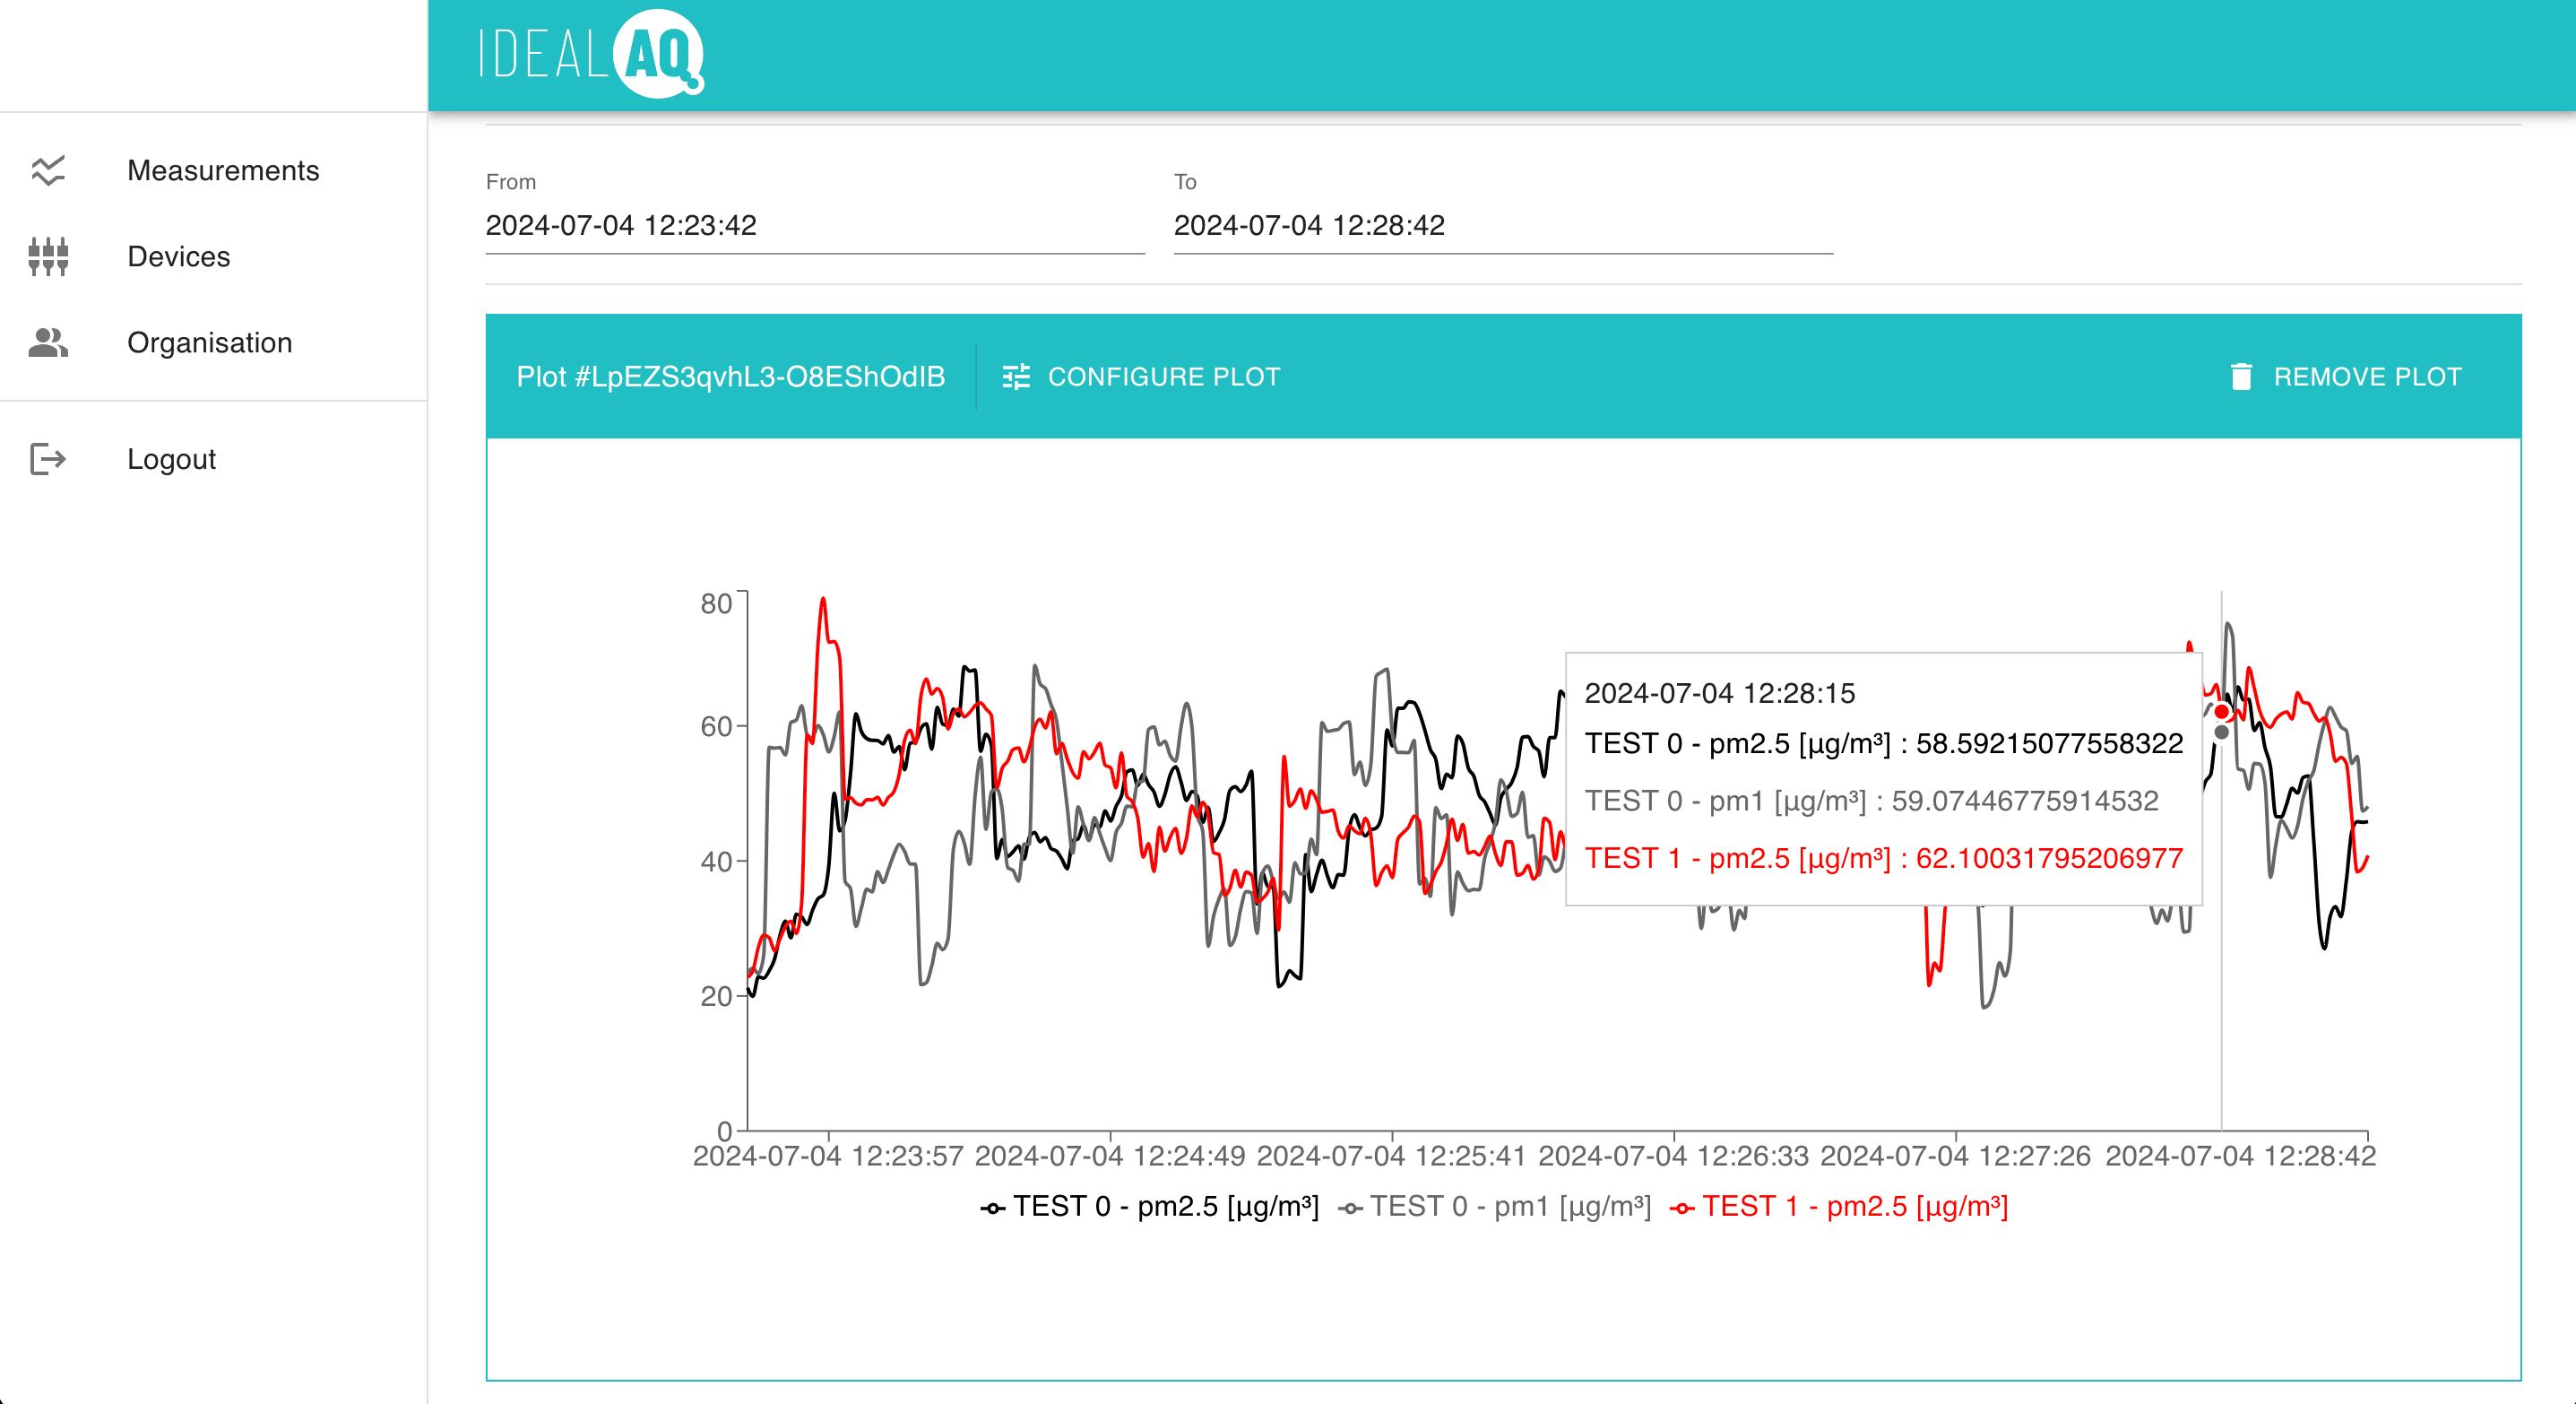 IDEAL AQ
Measurements
Devices
Organisation
Logout
From
2024-07-04 12:23:42
To
2024-07-04 12:28:42
Plot #LpEZS3qvhL3-O8EShOdIB
CONFIGURE PLOT
REMOVE PLOT
80
60
40
20
0
2024-07-04 12:28:15
TEST 0 - pm2.5 [µg/m³] : 58.59215077558322
TEST 0 - pm1 [µg/m³] : 59.07446775914532
TEST 1 - pm2.5 [µg/m³] : 62.10031795206977
2024-07-04 12:23:57 2024-07-04 12:24:49 2024-07-04 12:25:41 2024-07-04 12:26:33 2024-07-04 12:27:26 2024-07-04 12:28:42
TEST 0 - pm2.5 [µg/m³] TEST 0 - pm1 [µg/m³] TEST 1 - pm2.5 [µg/m³]